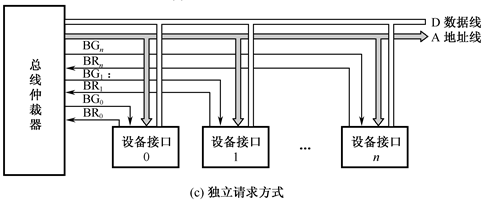 D 数据线
A 地址线
总线仲裁器
BGn
BRn
BG1 :
BR1
BG0
BR0
设备接口
0
设备接口
1
...
设备接口
n
(c) 独立请求方式